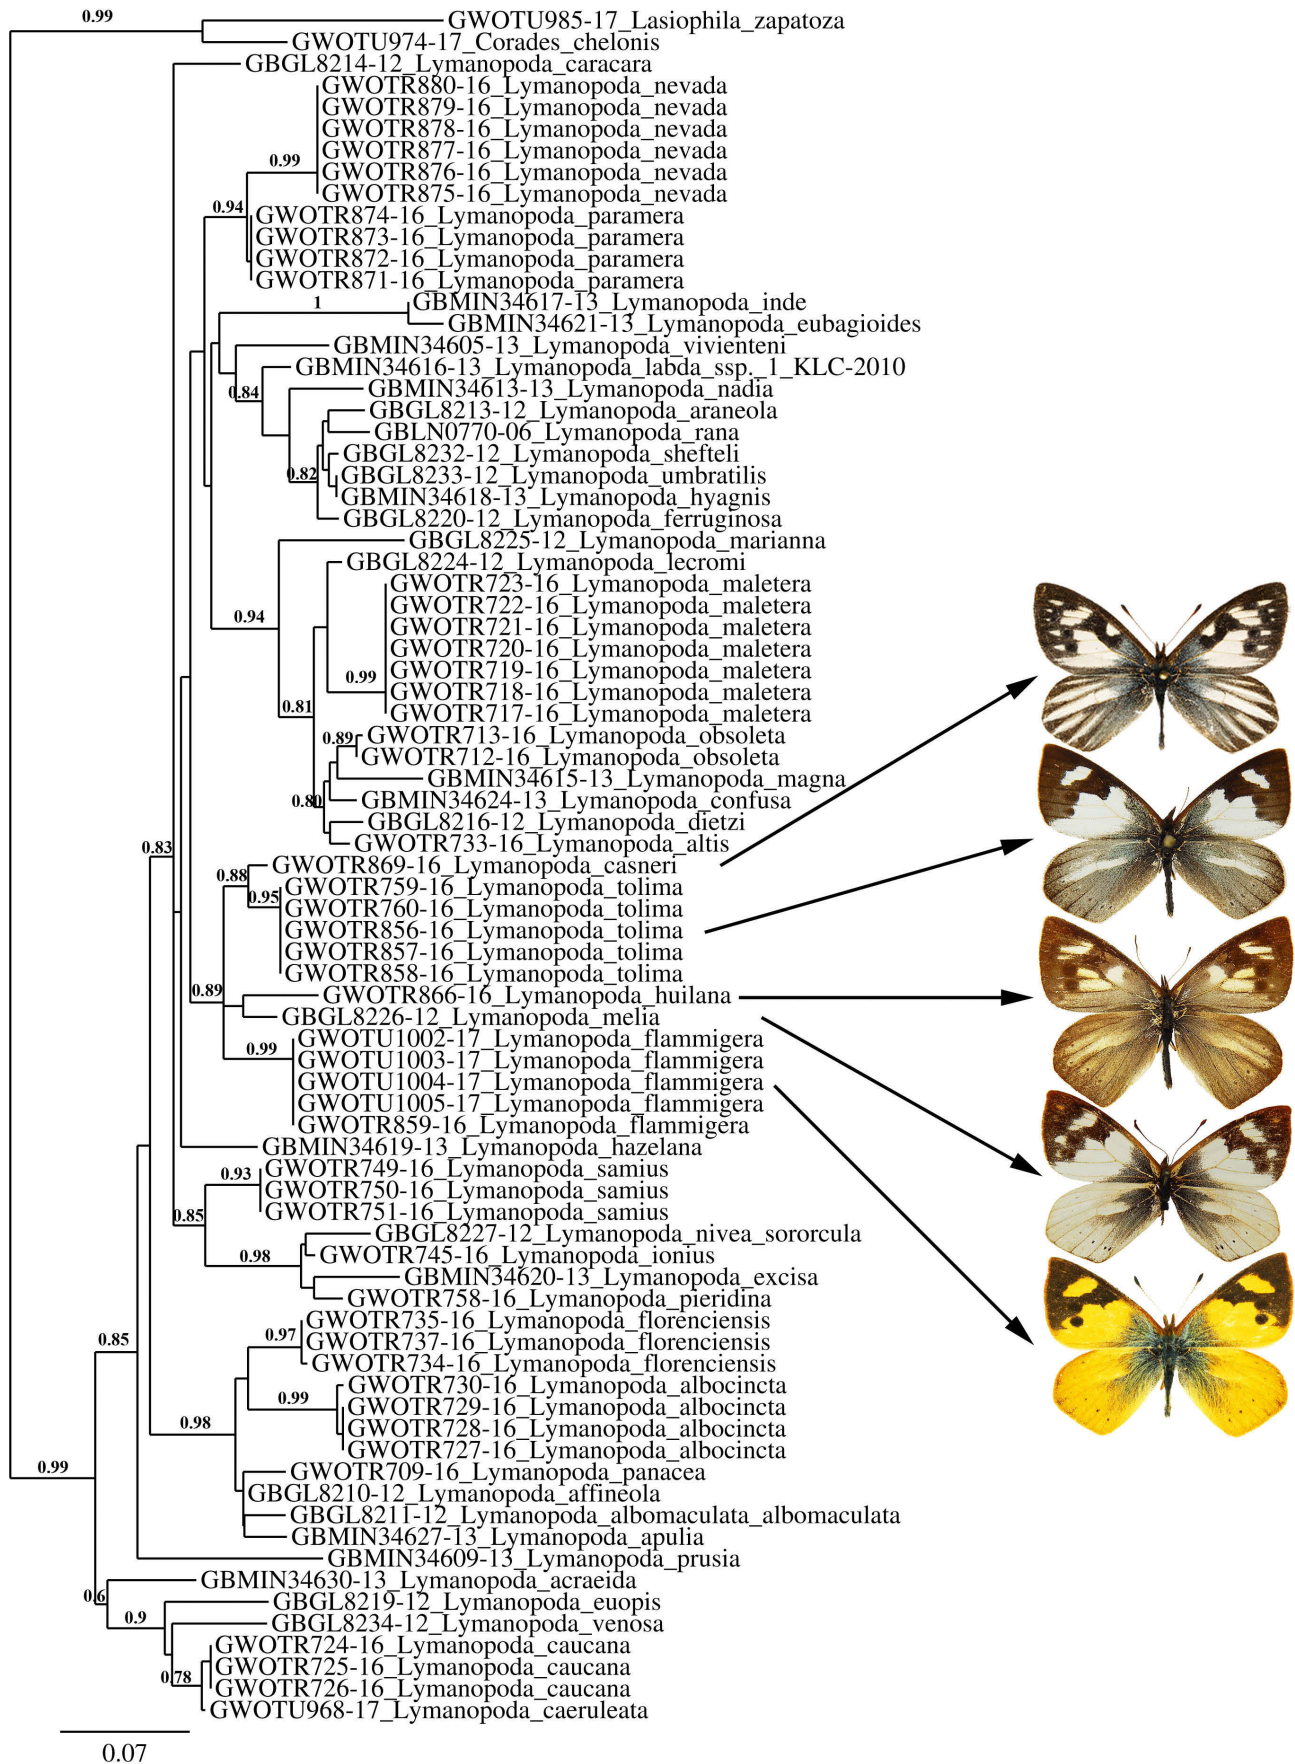 0.99
GWOTU985-17_Lasiophila_zapatoza
GWOTU974-17_Corades_chelonis
GBGL8214-12_Lymanopoda_caracara
GWOTR880-16_Lymanopoda_nevada
GWOTR879-16_Lymanopoda_nevada
GWOTR878-16_Lymanopoda_nevada
0.99
GWOTR877-16_Lymanopoda_nevada
GWOTR876-16_Lymanopoda_nevada
GWOTR875-16_Lymanopoda_nevada
0.94
GWOTR874-16_Lymanopoda_paramera
GWOTR873-16_Lymanopoda_paramera
GWOTR872-16_Lymanopoda_paramera
GWOTR871-16_Lymanopoda_paramera
1
GBMIN34617-13_Lymanopoda_inde
GBMIN34621-13_Lymanopoda_eubagioides
GBMIN34605-13_Lymanopoda_vivienteni
GBMIN34616-13_Lymanopoda_labda_ssp._1_KLC-2010
0.84
GBMIN34613-13_Lymanopoda_nadia
GBGL8213-12_Lymanopoda_araneola
GBLN0770-06_Lymanopoda_rana
GBGL8232-12_Lymanopoda_shefteli
0.82
GBGL8233-12_Lymanopoda_umbratilis
GBMIN34618-13_Lymanopoda_hyagnis
GBGL8220-12_Lymanopoda_ferruginosa
GBGL8225-12_Lymanopoda_marianna
GBGL8224-12_Lymanopoda_lecromi
GWOTR723-16_Lymanopoda_maletera
GWOTR722-16_Lymanopoda_maletera
0.94
GWOTR721-16_Lymanopoda_maletera
GWOTR720-16_Lymanopoda_maletera
0.99
GWOTR719-16_Lymanopoda_maletera
GWOTR718-16_Lymanopoda_maletera
0.81
GWOTR717-16_Lymanopoda_maletera
0.89
GWOTR713-16_Lymanopoda_obsoleta
GWOTR712-16_Lymanopoda_obsoleta
GBMIN34615-13_Lymanopoda_magna
0.80
GBMIN34624-13_Lymanopoda_confusa
GBGL8216-12_Lymanopoda_dietzi
GWOTR733-16_Lymanopoda_altis
0.83
GWOTR869-16_Lymanopoda_casneri
0.88
GWOTR759-16_Lymanopoda_tolima
0.95
GWOTR760-16_Lymanopoda_tolima
GWOTR856-16_Lymanopoda_tolima
GWOTR857-16_Lymanopoda_tolima
GWOTR858-16_Lymanopoda_tolima
0.89
GWOTR866-16_Lymanopoda_huilana
GBGL8226-12_Lymanopoda_melia
GWOTU1002-17_Lymanopoda_flammigera
0.99
GWOTU1003-17_Lymanopoda_flammigera
GWOTU1004-17_Lymanopoda_flammigera
GWOTU1005-17_Lymanopoda_flammigera
GWOTR859-16_Lymanopoda_flammigera
GBMIN34619-13_Lymanopoda_hazelana
0.93
GWOTR749-16_Lymanopoda_samius
GWOTR750-16_Lymanopoda_samius
0.85
GWOTR751-16_Lymanopoda_samius
GBGL8227-12_Lymanopoda_nivea_sororcula
0.98
GWOTR745-16_Lymanopoda_ionius
GBMIN34620-13_Lymanopoda_excisa
GWOTR758-16_Lymanopoda_pieridina
GWOTR735-16_Lymanopoda_florenciensis
0.85
0.97
GWOTR737-16_Lymanopoda_florenciensis
GWOTR734-16_Lymanopoda_florenciensis
GWOTR730-16_Lymanopoda_albocincta
0.99
GWOTR729-16_Lymanopoda_albocincta
0.98
GWOTR728-16_Lymanopoda_albocincta
GWOTR727-16_Lymanopoda_albocincta
0.99
GWOTR709-16_Lymanopoda_panacea
GBGL8210-12_Lymanopoda_affineola
GBGL8211-12_Lymanopoda_albomaculata_albomaculata
GBMIN34627-13_Lymanopoda_apulia
GBMIN34609-13_Lymanopoda_prusia
GBMIN34630-13_Lymanopoda_acraeida
0.6
GBGL8219-12_Lymanopoda_euopis
0.9
GBGL8234-12_Lymanopoda_venosa
GWOTR724-16_Lymanopoda_caucana
GWOTR725-16_Lymanopoda_caucana
0.78
GWOTR726-16_Lymanopoda_caucana
GWOTU968-17_Lymanopoda_caeruleata
0.07